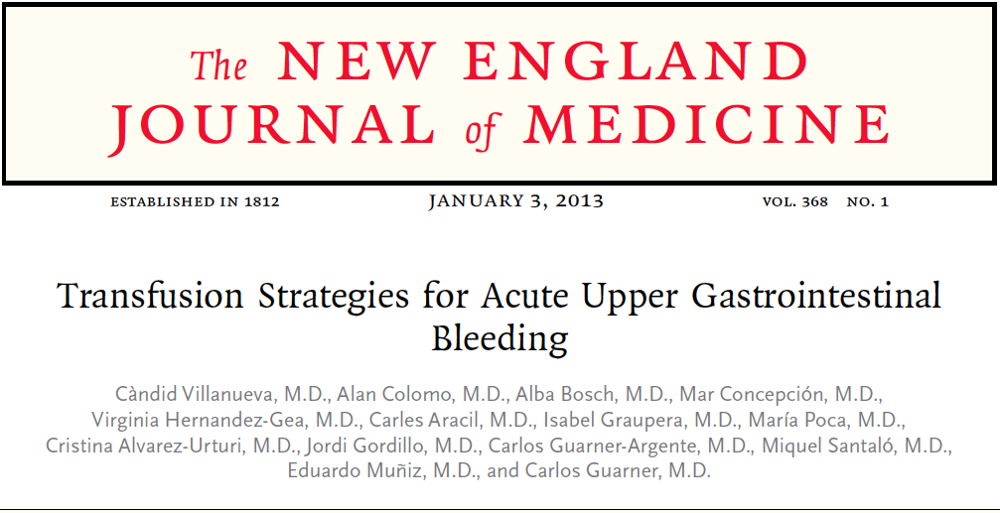 The NEW ENGLAND
JOURNAL of MEDICINE
ESTABLISHED IN 1812 JANUARY 3, 2013 VOL. 368 NO. 1
Transfusion Strategies for Acute Upper Gastrointestinal
Bleeding
Càndid Villanueva, M.D., Alan Colomo, M.D., Alba Bosch, M.D., Mar Concepción, M.D.,
Virginia Hernandez-Gea, M.D., Carles Aracil, M.D., Isabel Graupera, M.D., María Poca, M.D.,
Cristina Alvarez-Urturi, M.D., Jordi Gordillo, M.D., Carlos Guarner-Argente, M.D., Miquel Santaló, M.D.,
Eduardo Muñiz, M.D., and Carlos Guarner, M.D.